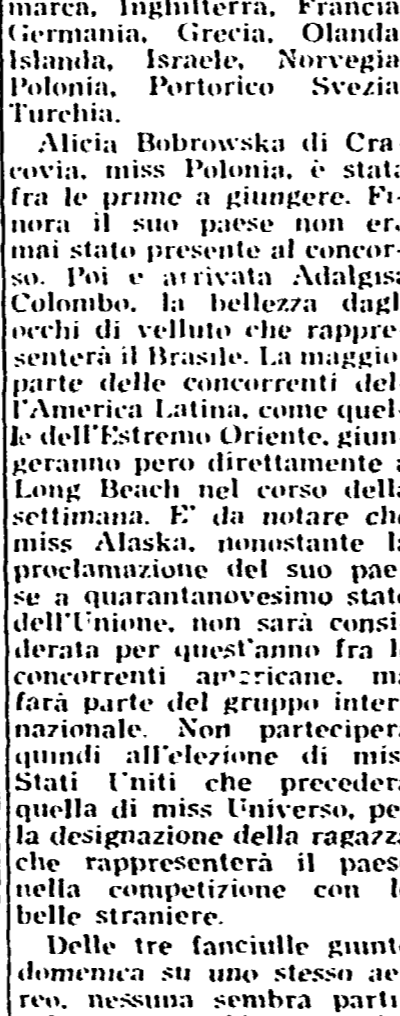 marca, Inghilterra, Francia
Germania, Grecia, Olanda
Islanda, Israele, Norvegia
Polonia, Portorico Svezia
Turchia.
Alicia Bobrowska di Cra-
covia, miss Polonia, è stata
fra le prime a giungere. Fi-
nora il suo paese non era
mai stato presente al concor-
so. Poi è arrivata Adalgisa
Colombo, la bellezza dagl
occhi di velluto che rappre
senterà il Brasile. La maggior
parte delle concorrenti del-
l'America Latina, come quel-
le dell'Estremo Oriente, giun-
geranno però direttamente a
Long Beach nel corso della
settimana. E' da notare che
miss Alaska, nonostante la
proclamazione del suo pae-
se a quarantanovesimo stato
dell'Unione, non sarà consi-
derata per quest'anno fra le
concorrenti americane, ma
farà parte del gruppo inter
nazionale. Non parteciperà
quindi all'elezione di miss
Stati Uniti che precederà
quella di miss Universo, per
la designazione della ragazza
che rappresenterà il paese
nella competizione con le
belle straniere.
Delle tre fanciulle giunte
domenica su uno stesso ae-
reo, nessuna sembra parti